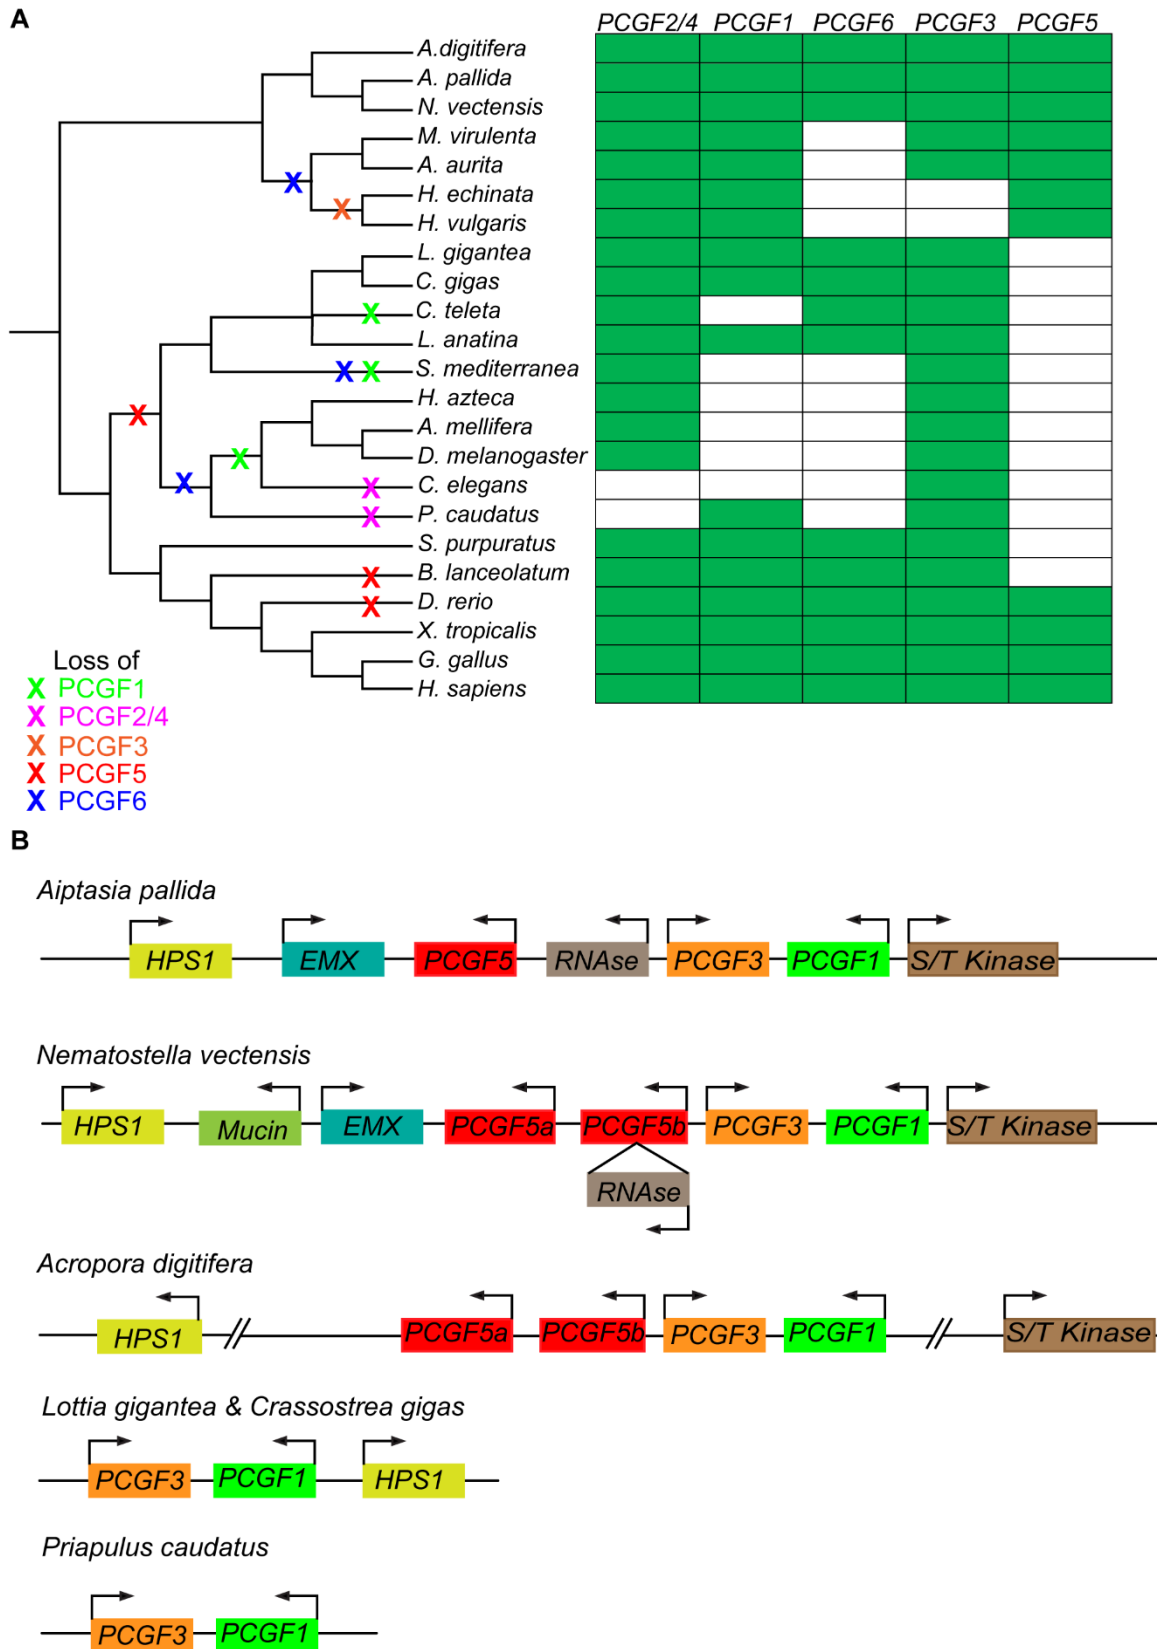 A
PCGF2/4 PCGF1 PCGF6 PCGF3 PCGF5
A.digitifera
A. pallida
N. vectensis
M. virulenta
A. aurita
H. echinata
H. vulgaris
L. gigantea
C. gigas
C. teleta
L. anatina
S. mediterranea
H. azteca
A. mellifera
D. melanogaster
C. elegans
P. caudatus
S. purpuratus
B. lanceolatum
D. rerio
X. tropicalis
G. gallus
H. sapiens
X X X X X X X X X X X
Loss of
X PCGF1
X PCGF2/4
X PCGF3
X PCGF5
X PCGF6
B
Aiptasia pallida
HPS1 EMX PCGF5 RNAse PCGF3 PCGF1 S/T Kinase
Nematostella vectensis
HPS1 Mucin EMX PCGF5a PCGF5b PCGF3 PCGF1 S/T Kinase
RNAse
Acropora digitifera
HPS1 // PCGF5a PCGF5b PCGF3 PCGF1 // S/T Kinase
Lottia gigantea & Crassostrea gigas
PCGF3 PCGF1 HPS1
Priapulus caudatus
PCGF3 PCGF1